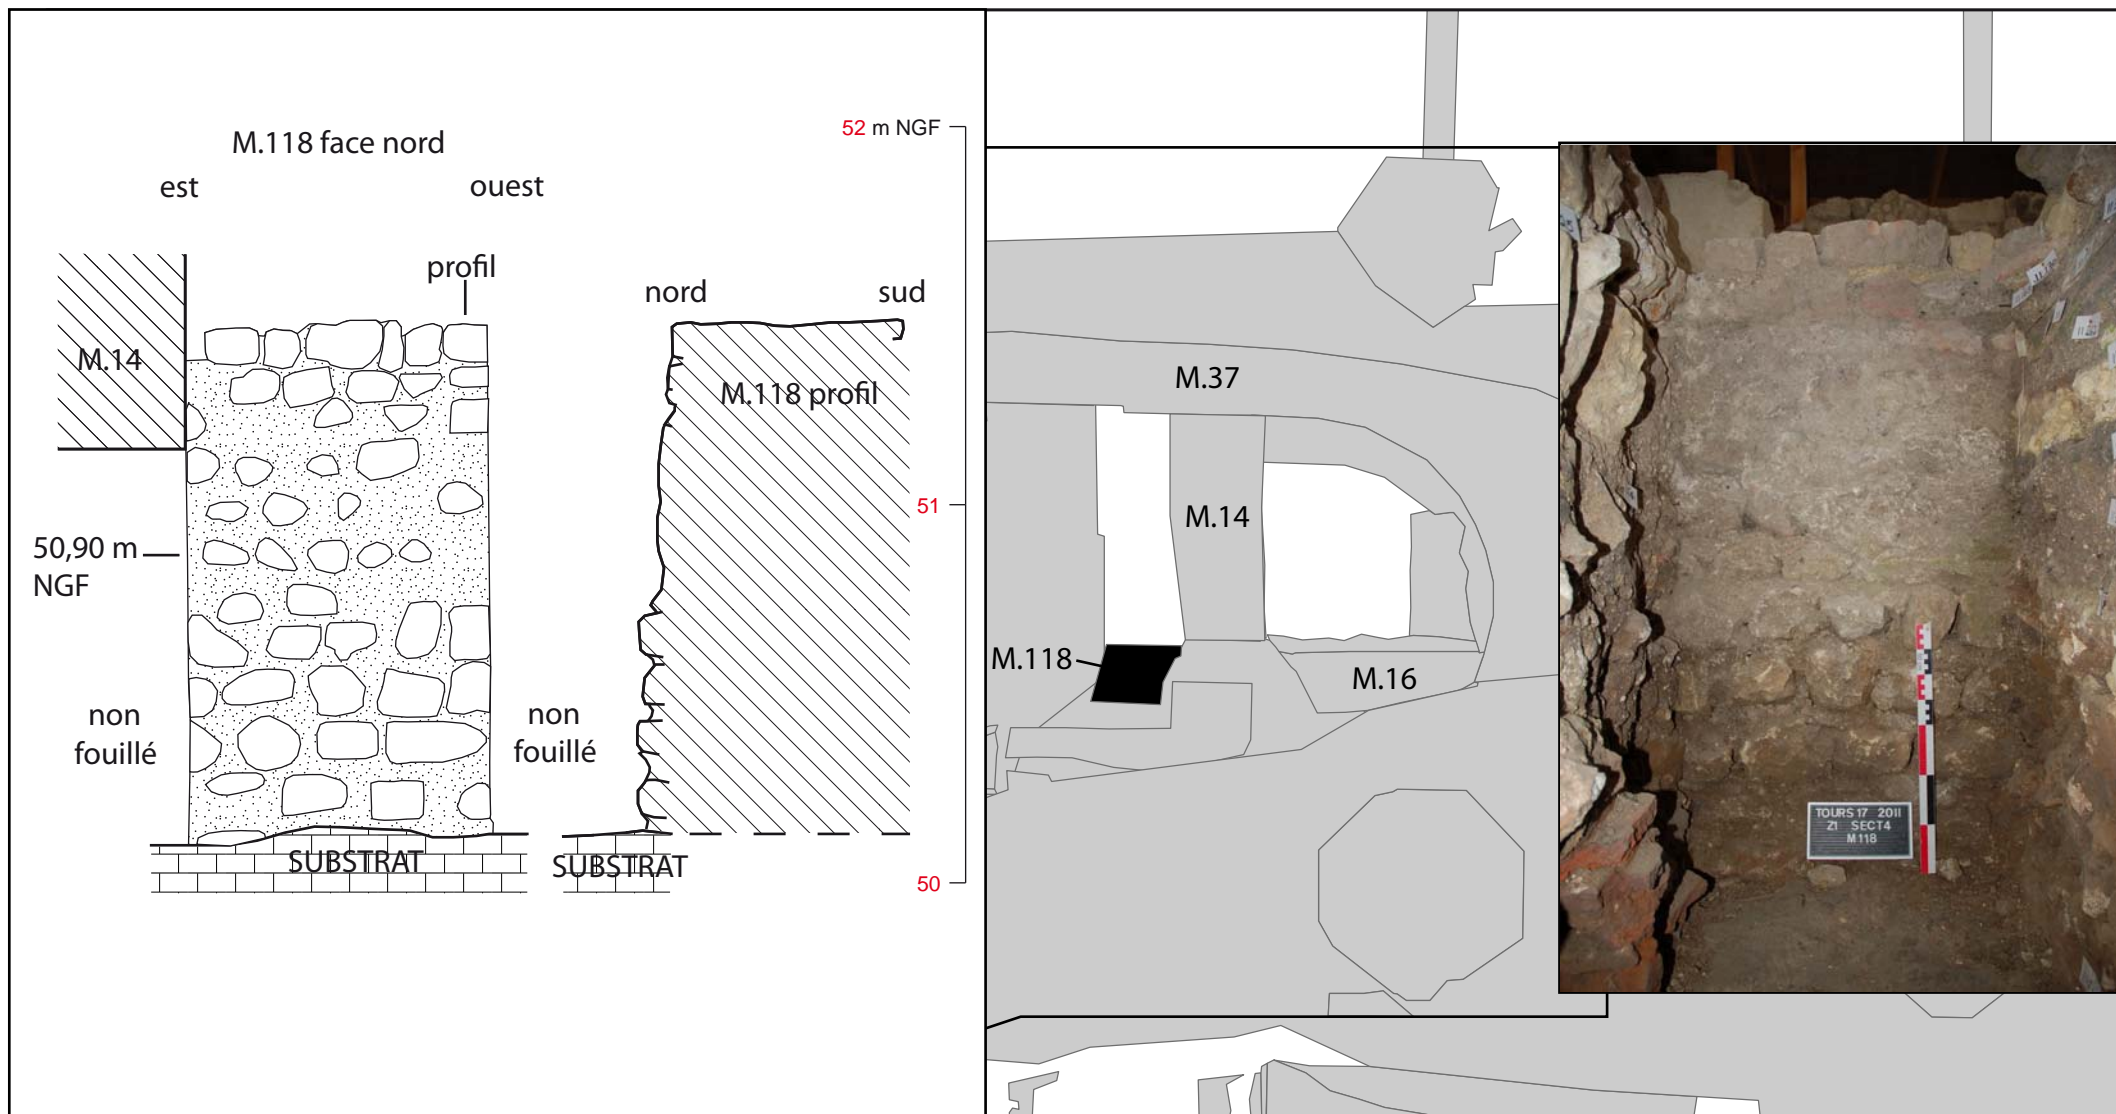 M.118 face nord
est
ouest
52 m NGF
profil
nord
sud
M.14
M.118 profil
51
50,90 m
NGF
non
fouillé
non
fouillé
SUBSTRAT
SUBSTRAT
50
M.37
M.14
M.118
M.16
TOURS 17 2011
Z1 SECT4
M118